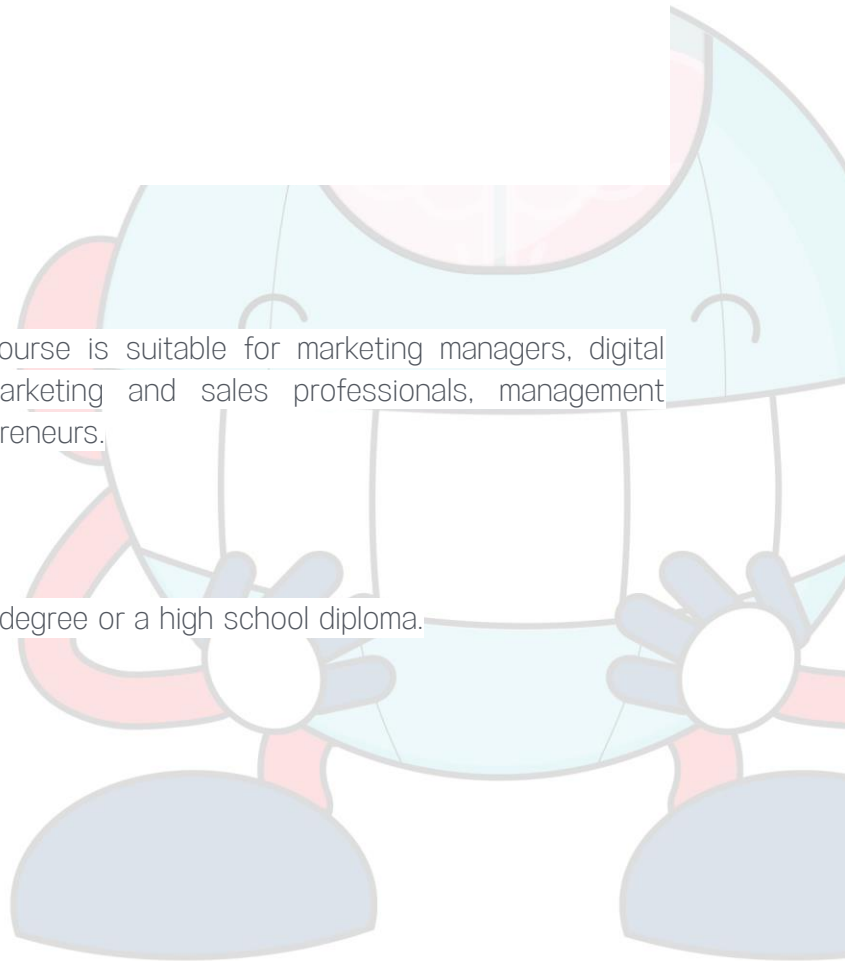 ourse is suitable for marketing managers, digital
arketing and sales professionals, management
reneurs.
degree or a high school diploma.